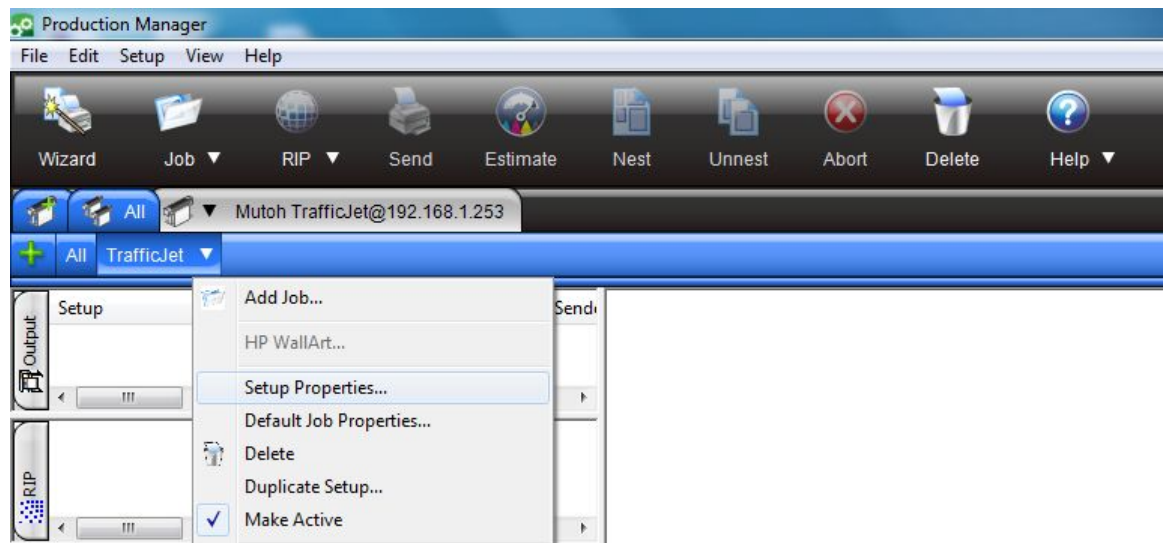 Production Manager
File Edit Setup View Help
Wizard Job ▼ RIP ▼ Send Estimate Nest Unnest Abort Delete Help ▼
All ▼ Mutoh TrafficJet@192.168.1.253
All TrafficJet ▼
Output
Setup
Add Job...
HP WallArt...
Setup Properties...
Default Job Properties...
Delete
Duplicate Setup...
Make Active
RIP